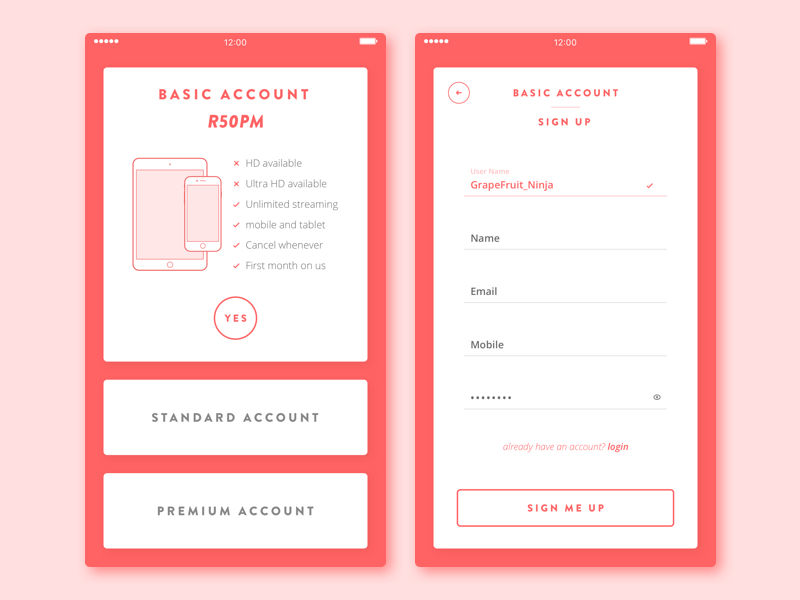 12:00
BASIC ACCOUNT
R50PM
HD available
Ultra HD available
Unlimited streaming
mobile and tablet
Cancel whenever
First month on us
YES
STANDARD ACCOUNT
PREMIUM ACCOUNT
12:00
BASIC ACCOUNT
SIGN UP
User Name
GrapeFruit_Ninja
Name
Email
Mobile
already have an account? login
SIGN ME UP